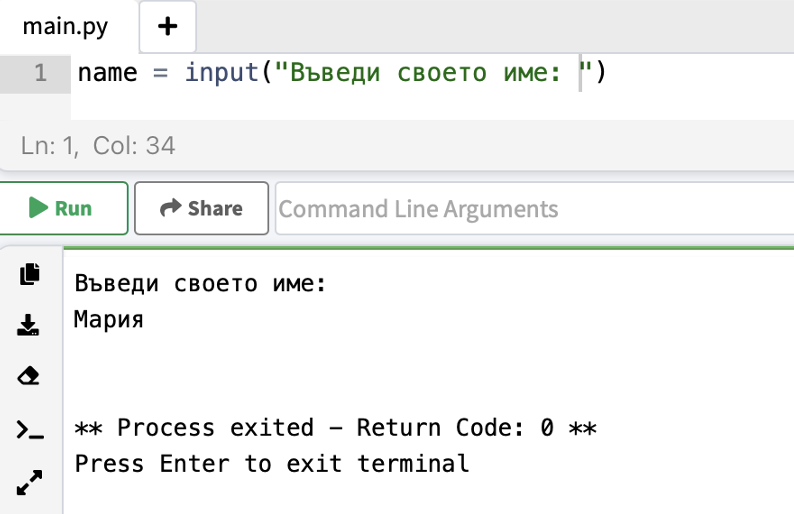 main.py +
1 name = input("Въведи своето име: ")
Ln: 1, Col: 34
Run Share Command Line Arguments
Въведи своето име:
Мария
** Process exited - Return Code: 0 **
Press Enter to exit terminal